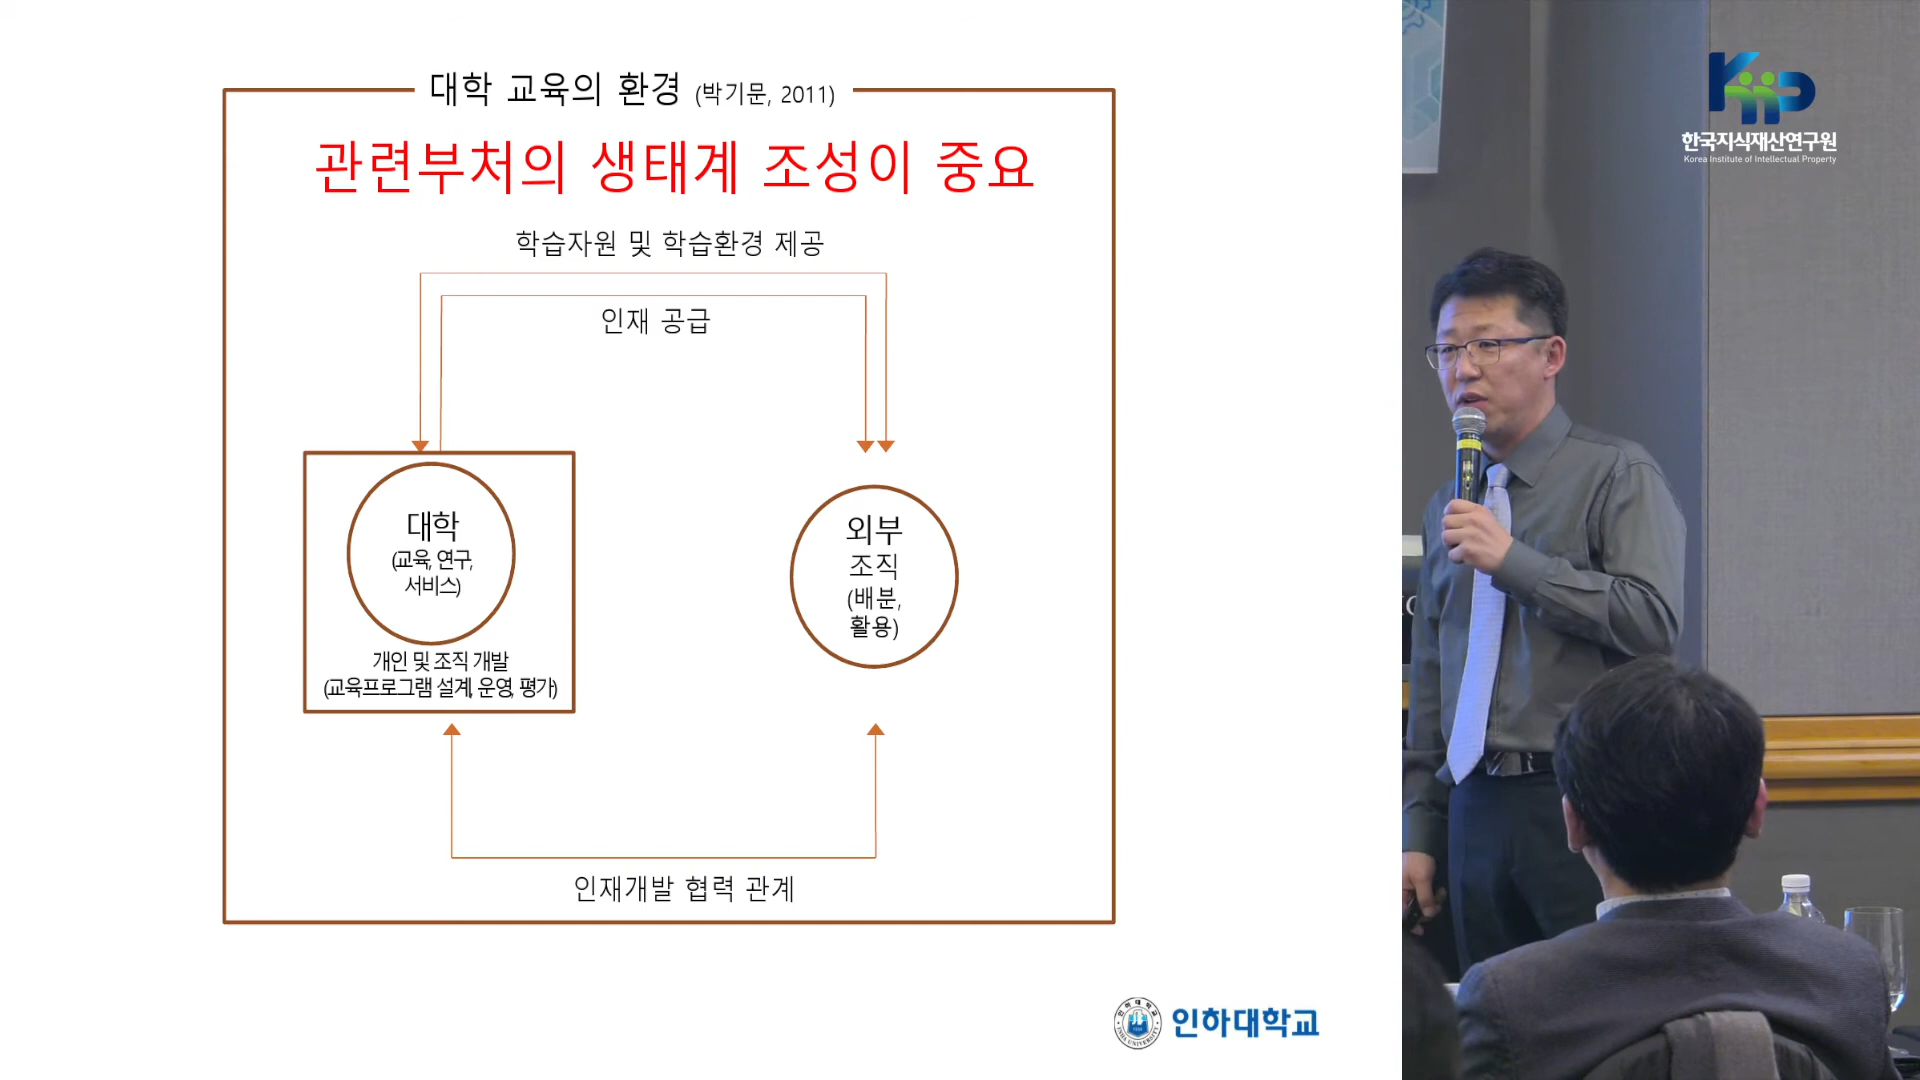 대학 교육의 환경 (박기문, 2011)
관련부처의 생태계 조성이 중요
학습자원 및 학습환경 제공
인재 공급
대학
(교육, 연구,
서비스)
개인 및 조직 개발
(교육프로그램 설계, 운영, 평가)
외부
조직
(배분,
활용)
인재개발 협력 관계
인하대학교
KIIP
한국지식재산연구원
Korea Institute of Intellectual Property